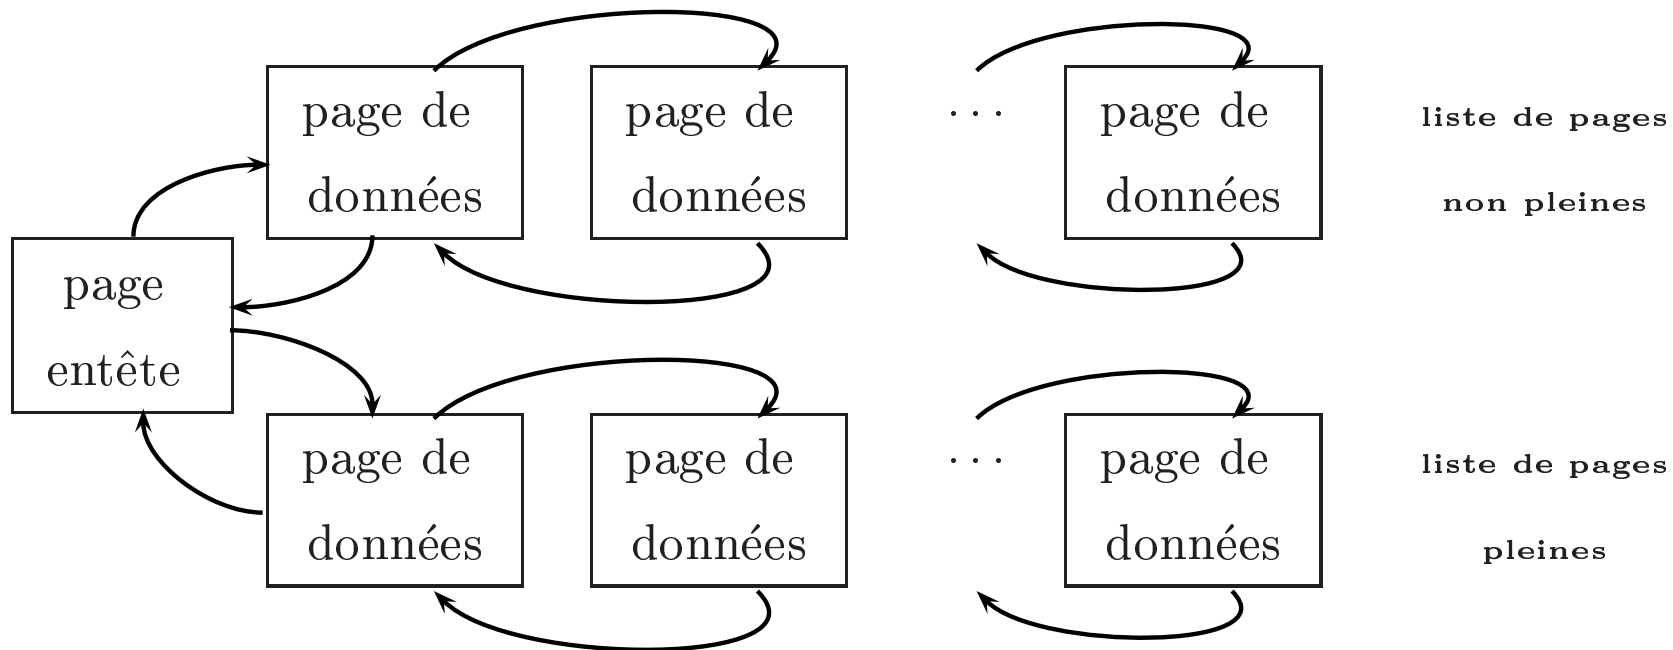 page de
données
page de
données
· · ·
page de
données
liste de pages
non pleines
page
entête
page de
données
page de
données
· · ·
page de
données
liste de pages
pleines